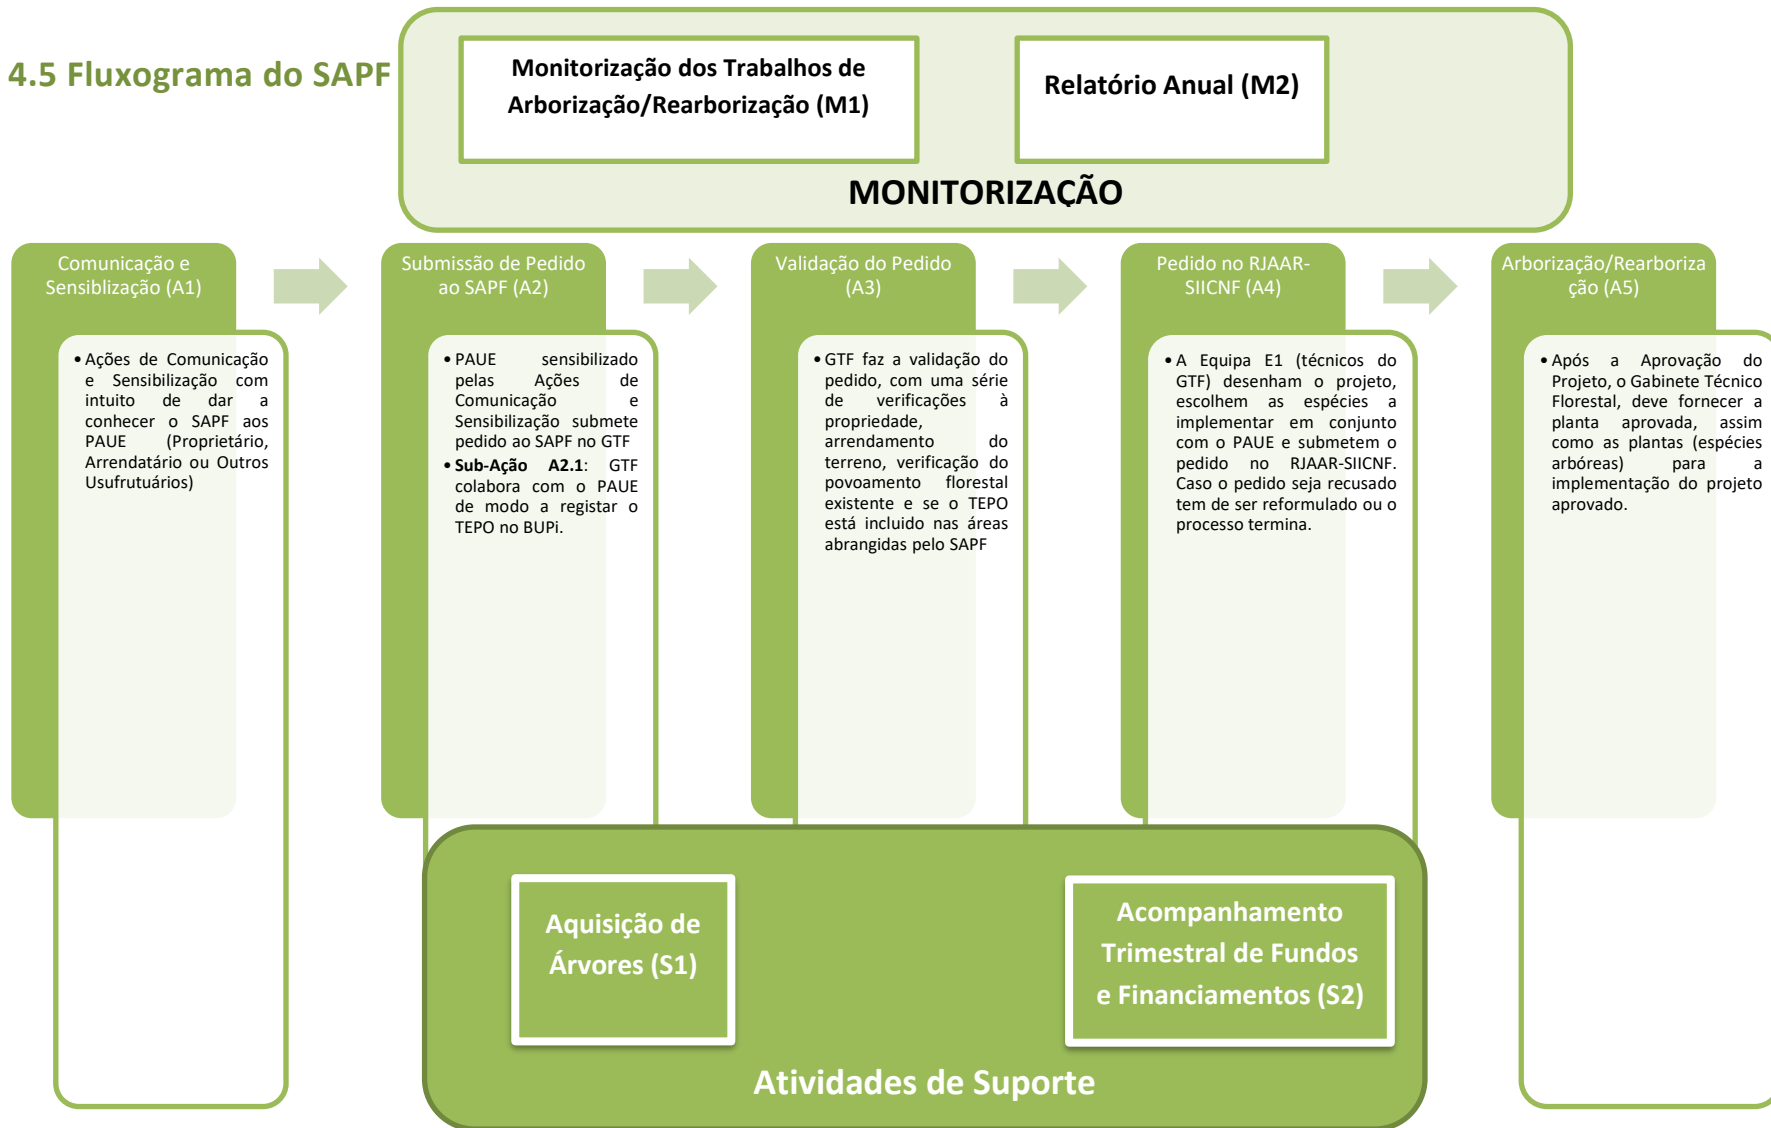 4.5 Fluxograma do SAPF
Monitorização dos Trabalhos de
Arborização/Rearborização (M1)
Relatório Anual (M2)
MONITORIZAÇÃO
Comunicação e
Sensiblização (A1)
• Ações de Comunicação
e Sensibilização com
intuito de dar a
conhecer o SAPF aos
PAUE (Proprietário,
Arrendatário ou Outros
Usufrutuários)
Submissão de Pedido
ao SAPF (A2)
• PAUE sensibilizado
pelas Ações de
Comunicação e
Sensibilização submete
pedido ao SAPF no GTF
• Sub-Ação A2.1: GTF
colabora com o PAUE
de modo a registar o
TEPO no BUPi.
Validação do Pedido
(A3)
• GTF faz a validação do
pedido, com uma série
de verificações à
propriedade,
arrendamento do
terreno, verificação do
povoamento florestal
existente e se o TEPO
está incluido nas áreas
abrangidas pelo SAPF
Pedido no RJAAR-
SIICNF (A4)
• A Equipa E1 (técnicos do
GTF) desenham o projeto,
escolhem as espécies a
implementar em conjunto
com o PAUE e submetem o
pedido no RJAAR-SIICNF.
Caso o pedido seja recusado
tem de ser reformulado ou o
processo termina.
Arborização/Rearboriza
ção (A5)
• Após a Aprovação do
Projeto, o Gabinete Técnico
Florestal, deve fornecer a
planta aprovada, assim
como as plantas (espécies
arbóreas) para a
implementação do projeto
aprovado.
Aquisição de
Árvores (S1)
Acompanhamento
Trimestral de Fundos
e Financiamentos (S2)
Atividades de Suporte